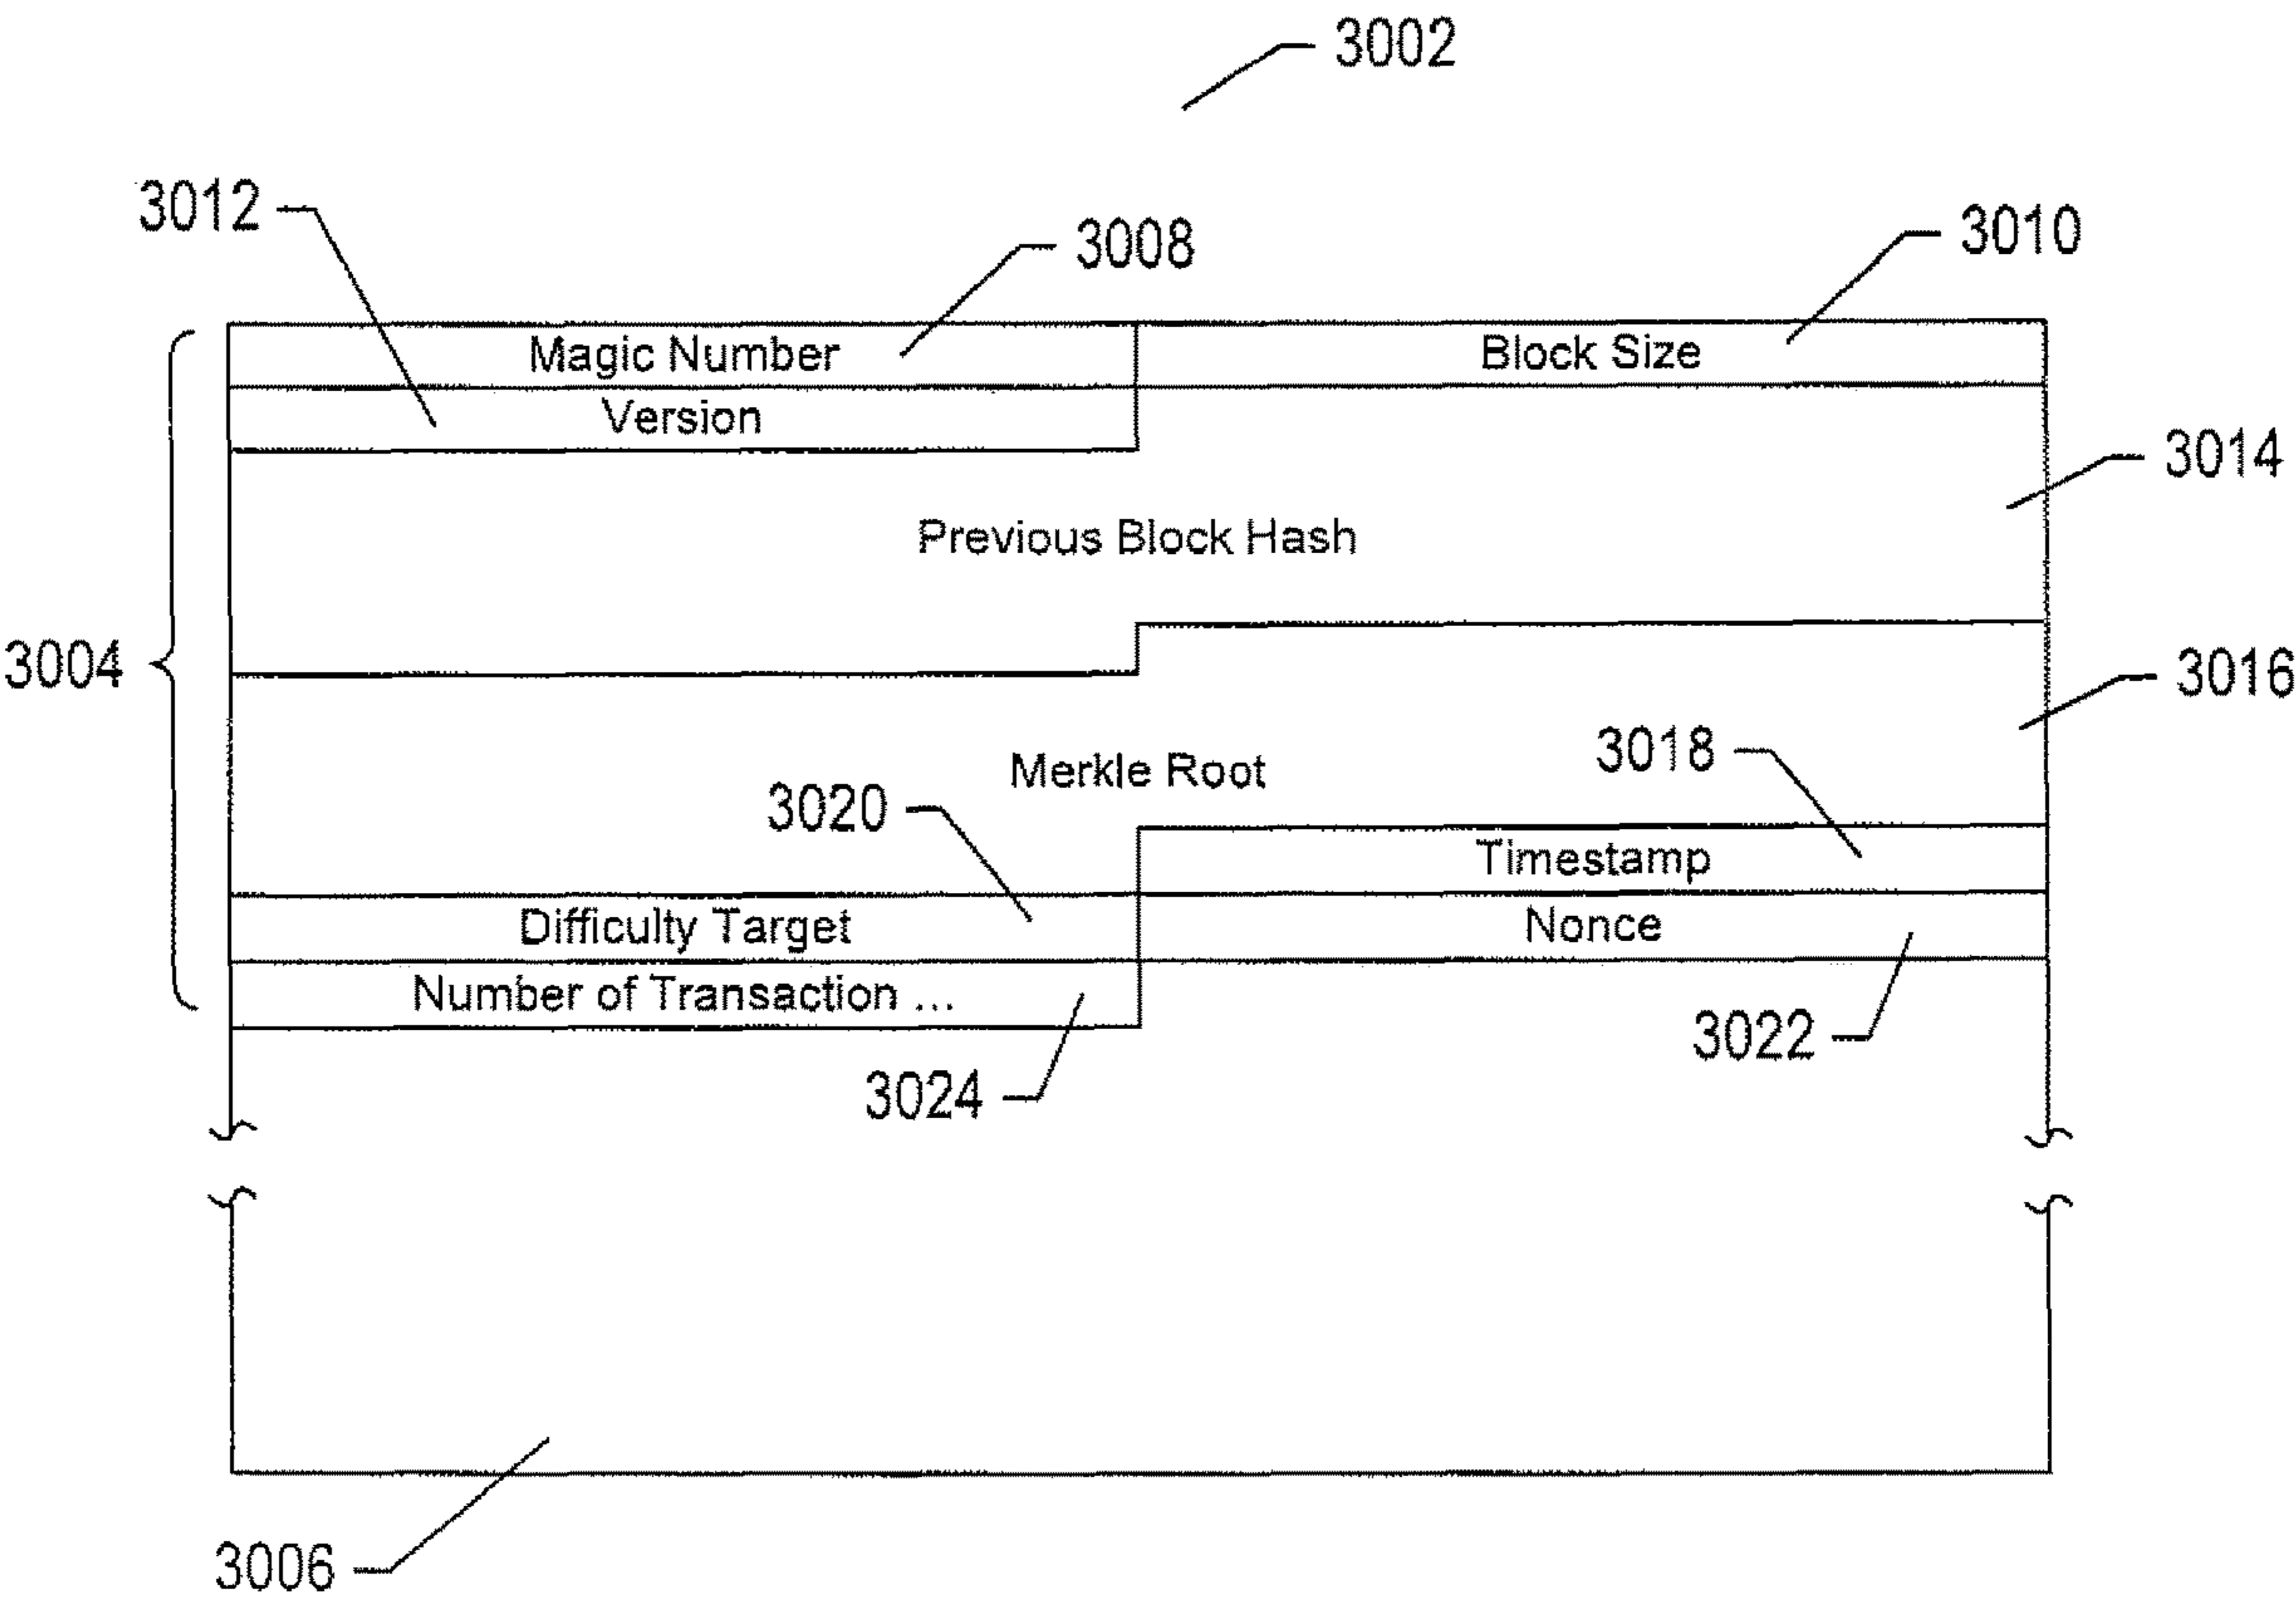 3002
3012
3008
3010
Magic Number
Block Size
Version
3014
Previous Block Hash
3004
3016
3018
Merkle Root
3020
Timestamp
Difficulty Target
Nonce
Number of Transaction ...
3022
3024
3006